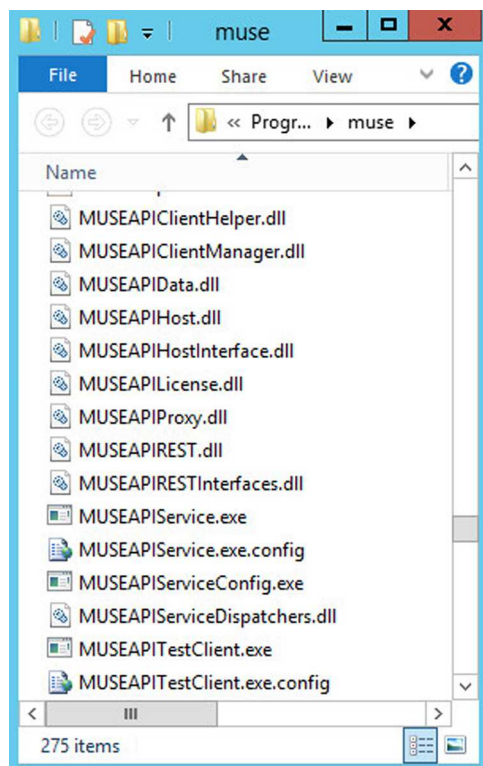 muse
File Home Share View
« Progr... muse
Name
MUSEAPIClientHelper.dll
MUSEAPIClientManager.dll
MUSEAPIData.dll
MUSEAPIHost.dll
MUSEAPIHostInterface.dll
MUSEAPILicense.dll
MUSEAPIProxy.dll
MUSEAPIREST.dll
MUSEAPIRESTInterfaces.dll
MUSEAPIService.exe
MUSEAPIService.exe.config
MUSEAPIServiceConfig.exe
MUSEAPIServiceDispatchers.dll
MUSEAPITestClient.exe
MUSEAPITestClient.exe.config
275 items